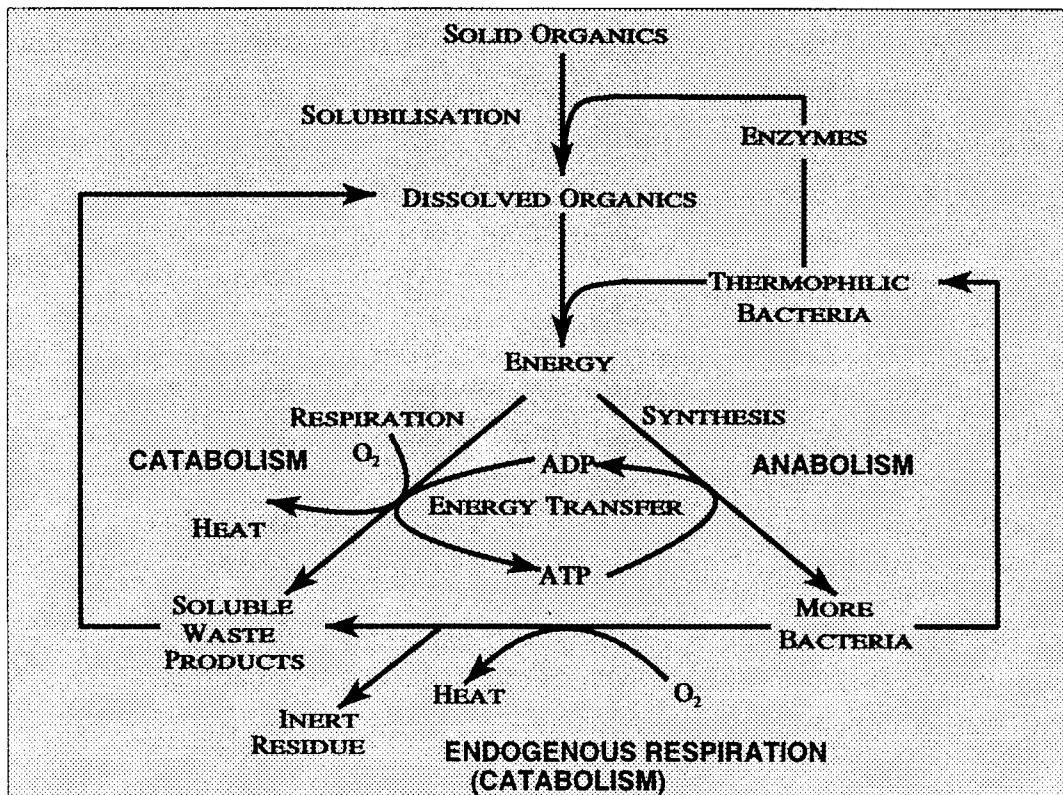 SOLID ORGANICS
SOLUBILISATION
ENZYMES
DISSOLVED ORGANICS
THERMOPHILIC
BACTERIA
ENERGY
RESPIRATION
O₂
SYNTHESIS
CATABOLISM
ADP
ANABOLISM
ENERGY TRANSFER
HEAT
ATP
SOLUBLE
WASTE
PRODUCTS
MORE
BACTERIA
HEAT
O₂
INERT
RESIDUE
ENDOGENOUS RESPIRATION
(CATABOLISM)